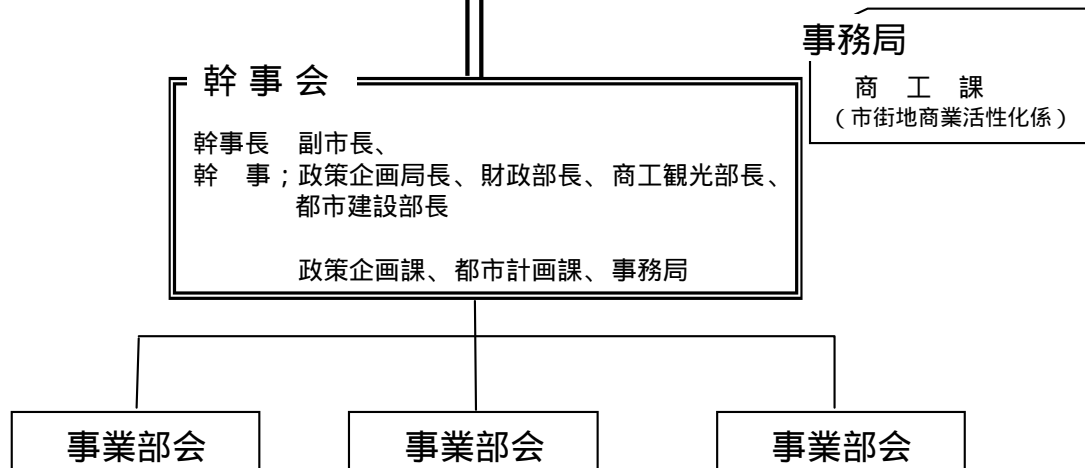 事務局
商 工 課
(市街地商業活性化係)
幹 事 会
幹事長 副市長、
幹 事;政策企画局長、財政部長、商工観光部長、
都市建設部長
政策企画課、都市計画課、事務局
事業部会 事業部会 事業部会